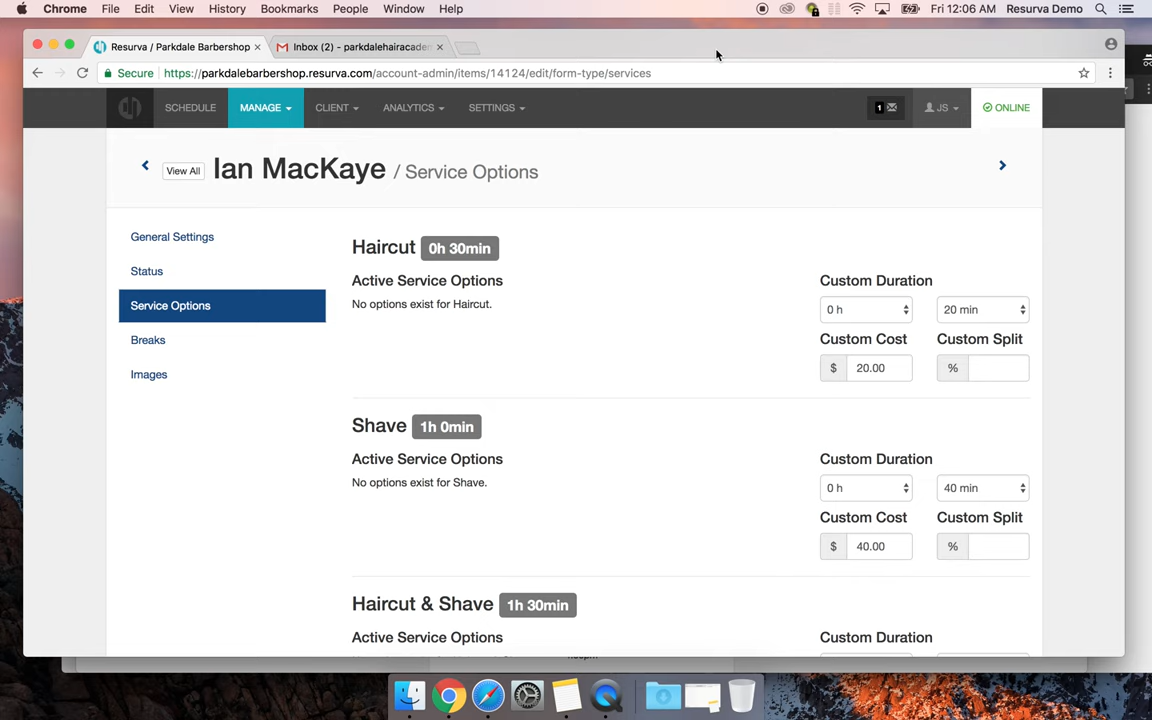 Chrome File Edit View History Bookmarks People Window Help Fri 12:06 AM Resurva Demo
Resurva / Parkdale Barbershop Inbox (2) - parkdalehairacade
Secure https://parkdalebarbershop.resurva.com/account-admin/items/14124/edit/form-type/services
SCHEDULE MANAGE CLIENT ANALYTICS SETTINGS 1 JS ONLINE
View All Ian MacKaye / Service Options
General Settings
Status
Service Options
Breaks
Images
Haircut 0h 30min
Active Service Options Custom Duration
No options exist for Haircut. 0 h 20 min
Custom Cost Custom Split
$ 20.00 %
Shave 1h 0min
Active Service Options Custom Duration
No options exist for Shave. 0 h 40 min
Custom Cost Custom Split
$ 40.00 %
Haircut & Shave 1h 30min
Active Service Options Custom Duration